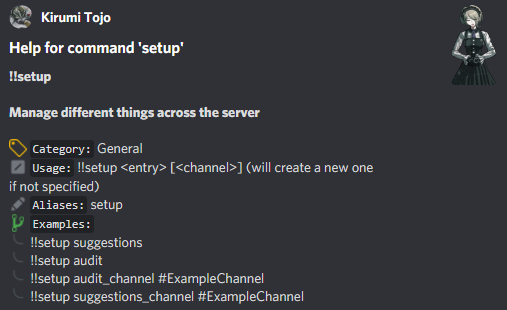 Kirumi Tojo
Help for command 'setup'
!!setup
Manage different things across the server
Category: General
Usage: !!setup <entry> [<channel>] (will create a new one
if not specified)
Aliases: setup
Examples:
!!setup suggestions
!!setup audit
!!setup audit_channel #ExampleChannel
!!setup suggestions_channel #ExampleChannel